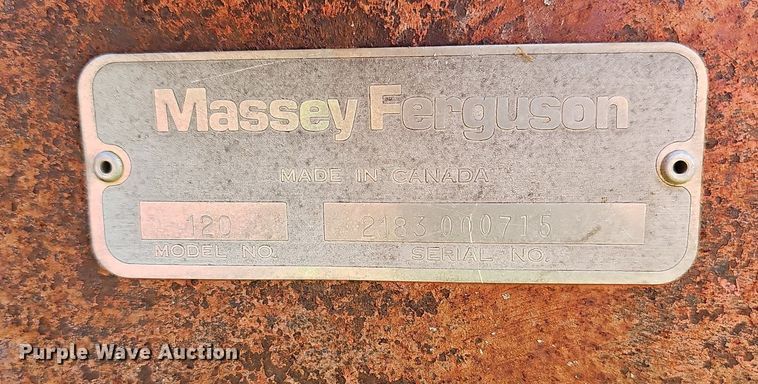 Massey Ferguson
MADE IN CANADA
120 2183 000715
MODEL NO. SERIAL NO.
Purple Wave Auction